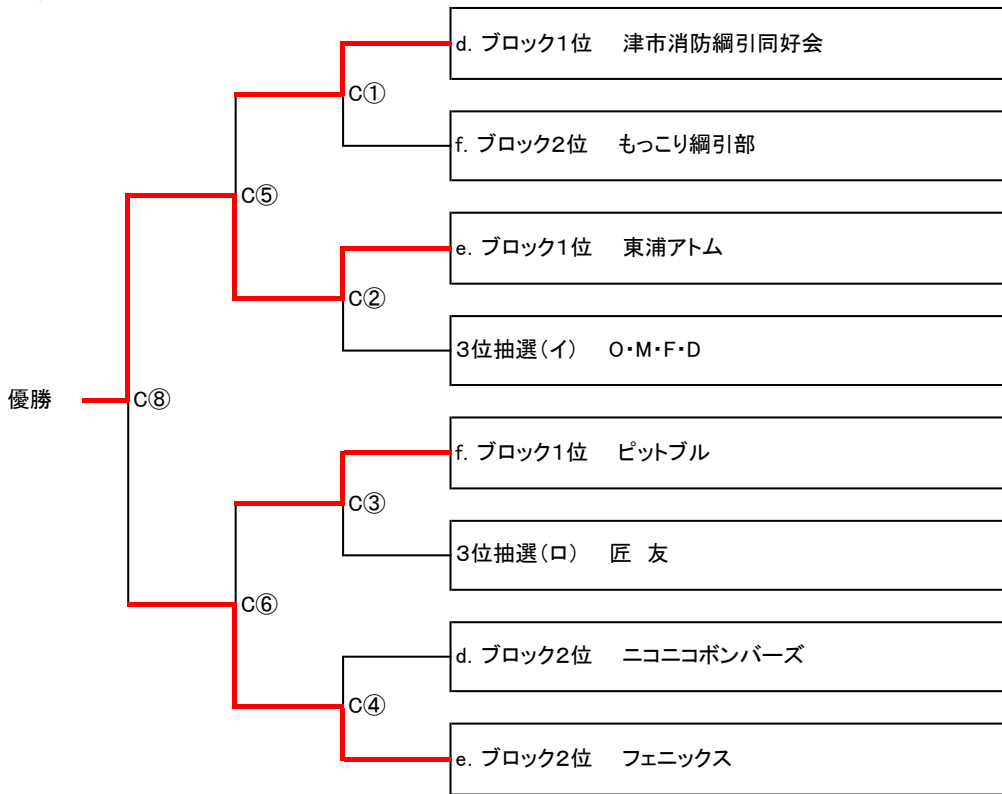 d. ブロック1位 津市消防綱引同好会
C①
f. ブロック2位 もっこり綱引部
C⑤
e. ブロック1位 東浦アトム
C②
3位抽選(イ) O・M・F・D
優勝 C⑧
f. ブロック1位 ピットブル
C③
3位抽選(ロ) 匠 友
C⑥
d. ブロック2位 ニコニコボンバーズ
C④
e. ブロック2位 フェニックス